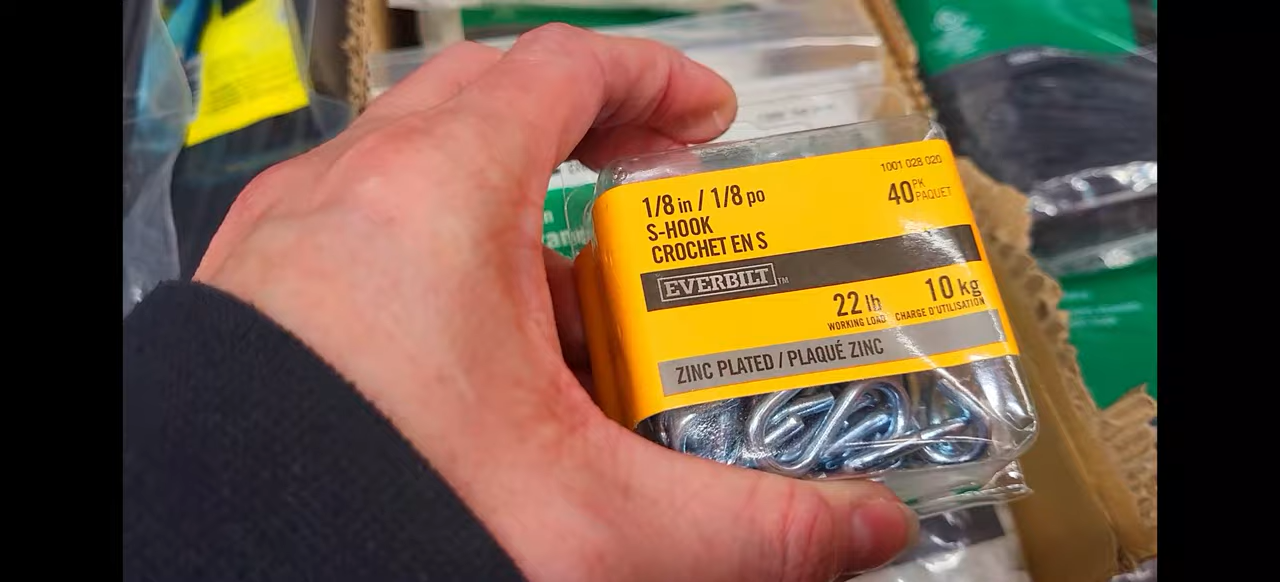 1001 028 020
1/8 in / 1/8 po
40 PK PAQUET
S-HOOK
CROCHET EN S
EVERBILT™
22 lb
WORKING LOAD
10 kg
CHARGE D'UTILISATION
ZINC PLATED / PLAQUÉ ZINC